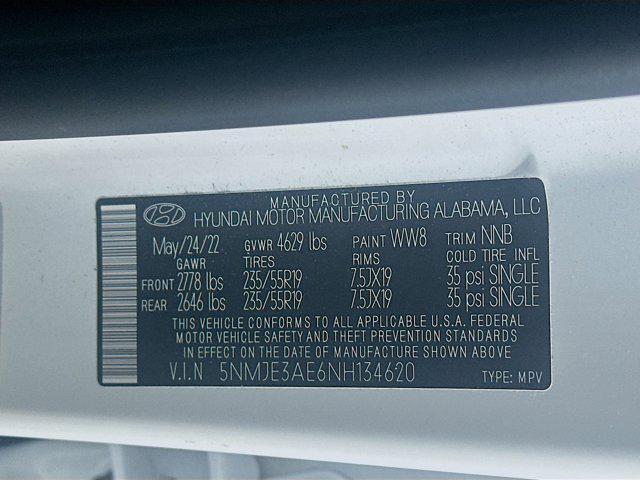 MANUFACTURED BY
HYUNDAI MOTOR MANUFACTURING ALABAMA, LLC
May/24/22 GVWR 4629 lbs PAINT WW8 TRIM NNB
GAWR TIRES RIMS COLD TIRE INFL
FRONT 2778 lbs 235/55R19 7.5JX19 35 psi SINGLE
REAR 2646 lbs 235/55R19 7.5JX19 35 psi SINGLE
THIS VEHICLE CONFORMS TO ALL APPLICABLE U.S.A. FEDERAL
MOTOR VEHICLE SAFETY AND THEFT PREVENTION STANDARDS
IN EFFECT ON THE DATE OF MANUFACTURE SHOWN ABOVE.
V.I.N 5NMJE3AE6NH134620 TYPE: MPV